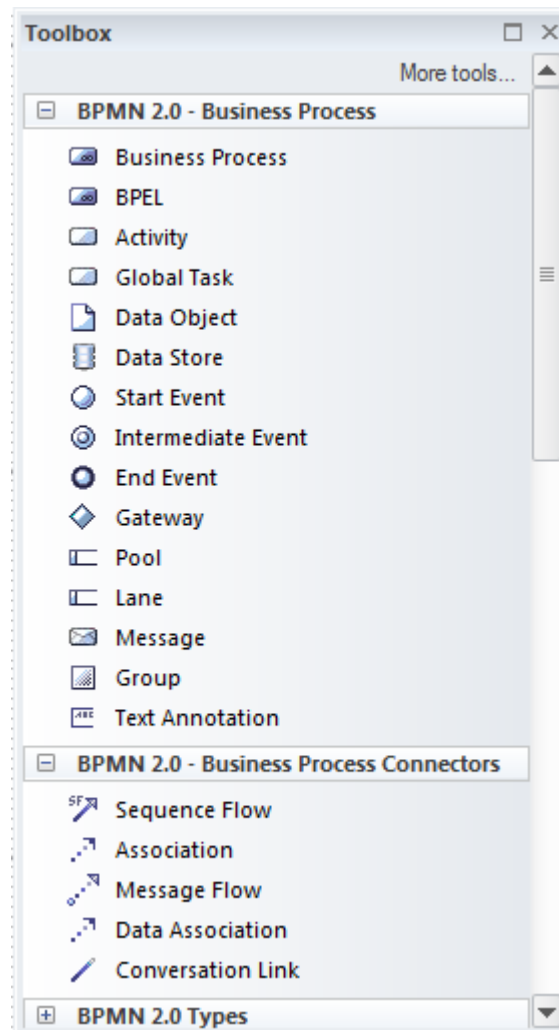 Toolbox
More tools...
BPMN 2.0 - Business Process
Business Process
BPEL
Activity
Global Task
Data Object
Data Store
Start Event
Intermediate Event
End Event
Gateway
Pool
Lane
Message
Group
Text Annotation
BPMN 2.0 - Business Process Connectors
Sequence Flow
Association
Message Flow
Data Association
Conversation Link
BPMN 2.0 Types